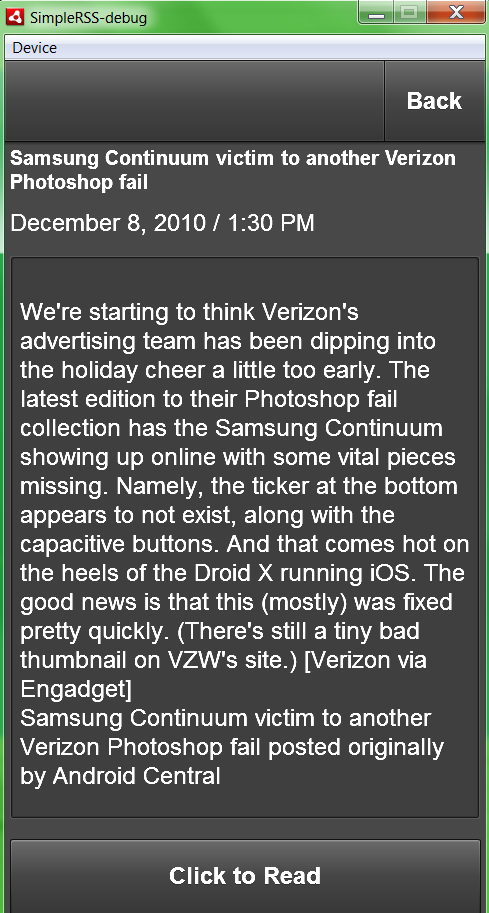 SimpleRSS-debug
Device
Back
Samsung Continuum victim to another Verizon
Photoshop fail
December 8, 2010 / 1:30 PM
We're starting to think Verizon's
advertising team has been dipping into
the holiday cheer a little too early. The
latest edition to their Photoshop fail
collection has the Samsung Continuum
showing up online with some vital pieces
missing. Namely, the ticker at the bottom
appears to not exist, along with the
capacitive buttons. And that comes hot on
the heels of the Droid X running iOS. The
good news is that this (mostly) was fixed
pretty quickly. (There's still a tiny bad
thumbnail on VZW's site.) [Verizon via
Engadget]
Samsung Continuum victim to another
Verizon Photoshop fail posted originally
by Android Central
Click to Read